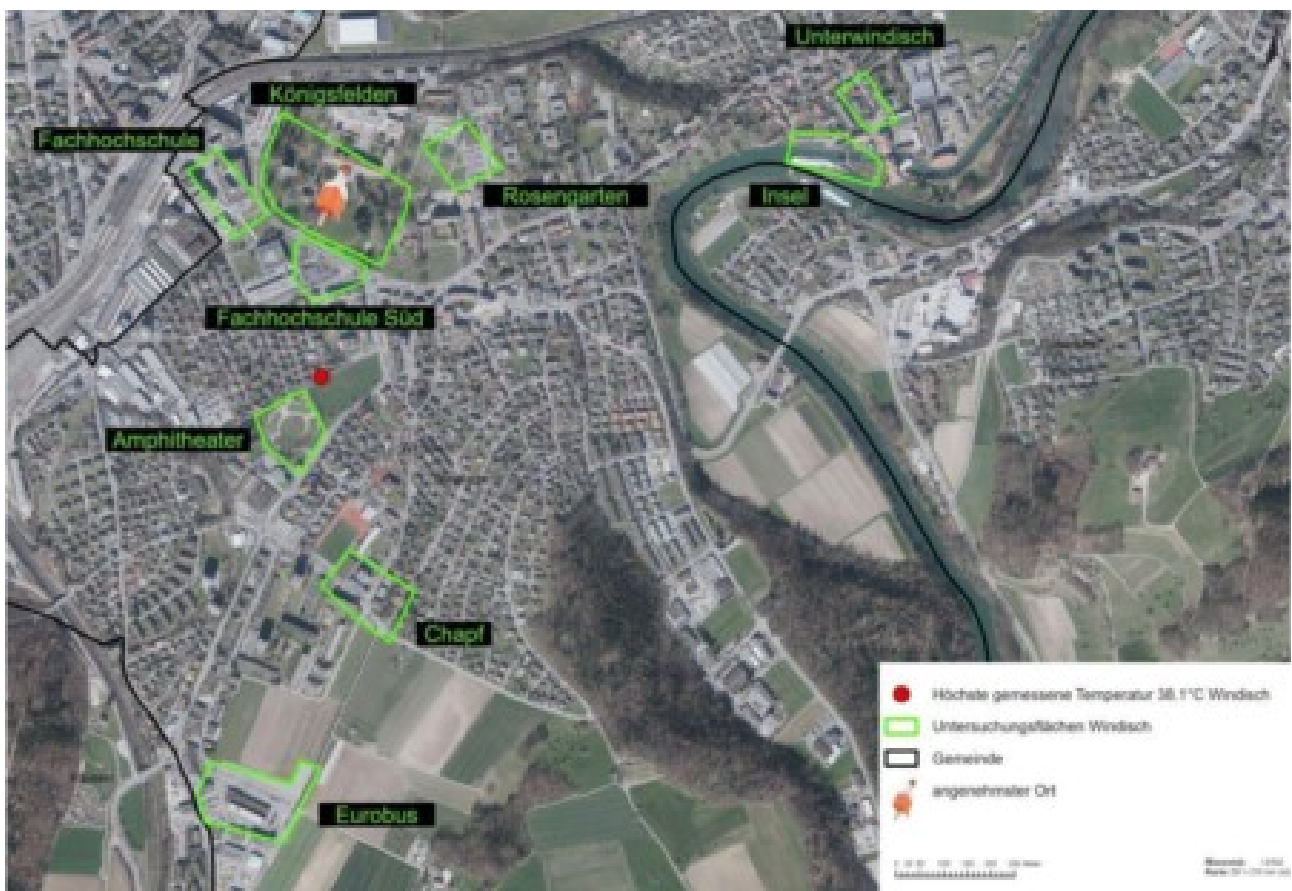 Unterwindisch
Königsfelden
Fachhochschule
Rosengarten
Insel
Fachhochschule Süd
Amphitheater
Chapf
Eurobus
Höchste gemessene Temperatur 38.1°C Windisch
Untersuchungsflächen Windisch
Gemeinde
angenehmster Ort